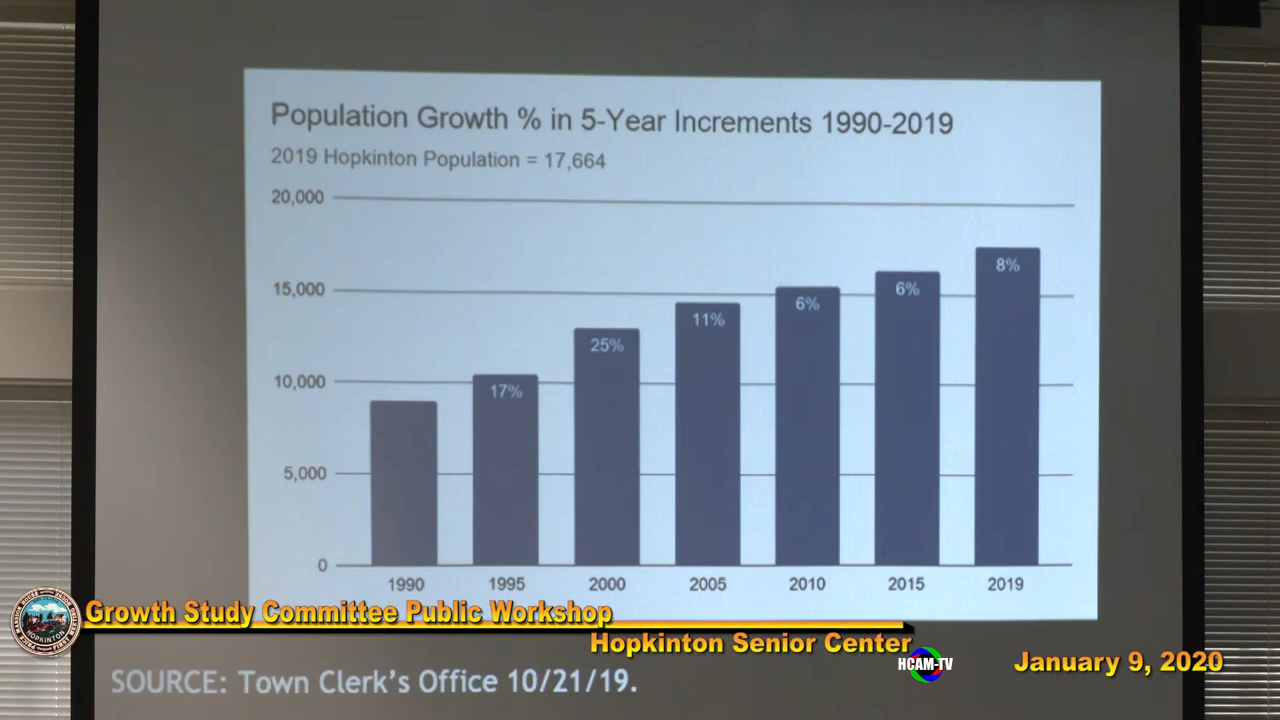 Population Growth % in 5-Year Increments 1990-2019
2019 Hopkinton Population = 17,664
20,000
15,000
10,000
5,000
0
17%
25%
11%
6%
6%
8%
1990 1995 2000 2005 2010 2015 2019
Growth Study Committee Public Workshop
Hopkinton Senior Center
HCAM-TV
January 9, 2020
SOURCE: Town Clerk's Office 10/21/19.
HOPKINTON